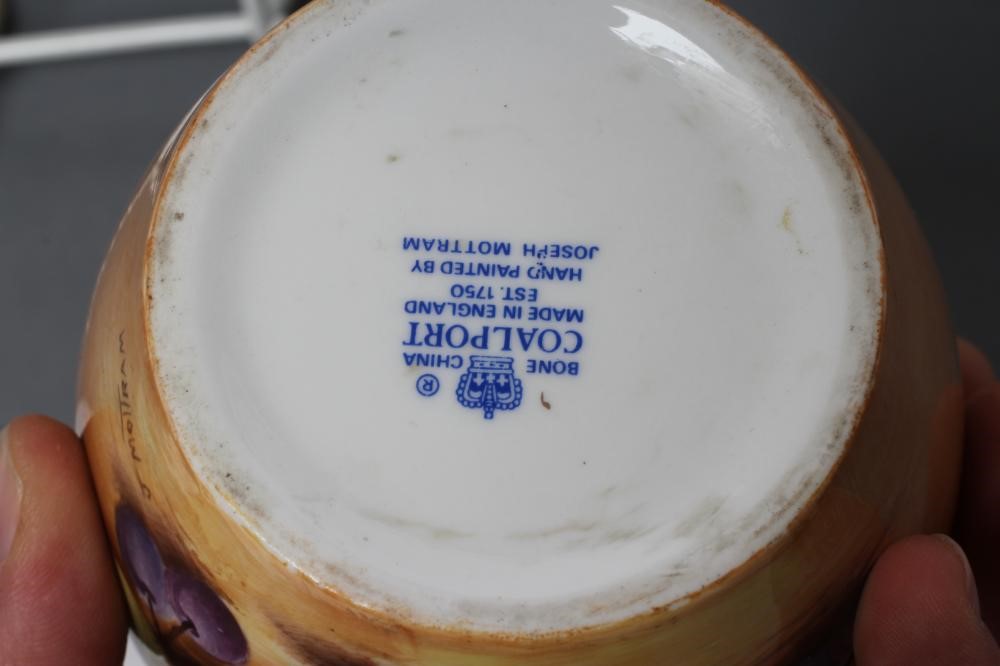 ®
BONE CHINA
COALPORT
MADE IN ENGLAND
EST. 1750
HAND PAINTED BY
JOSEPH MOTTRAM
J Mottram